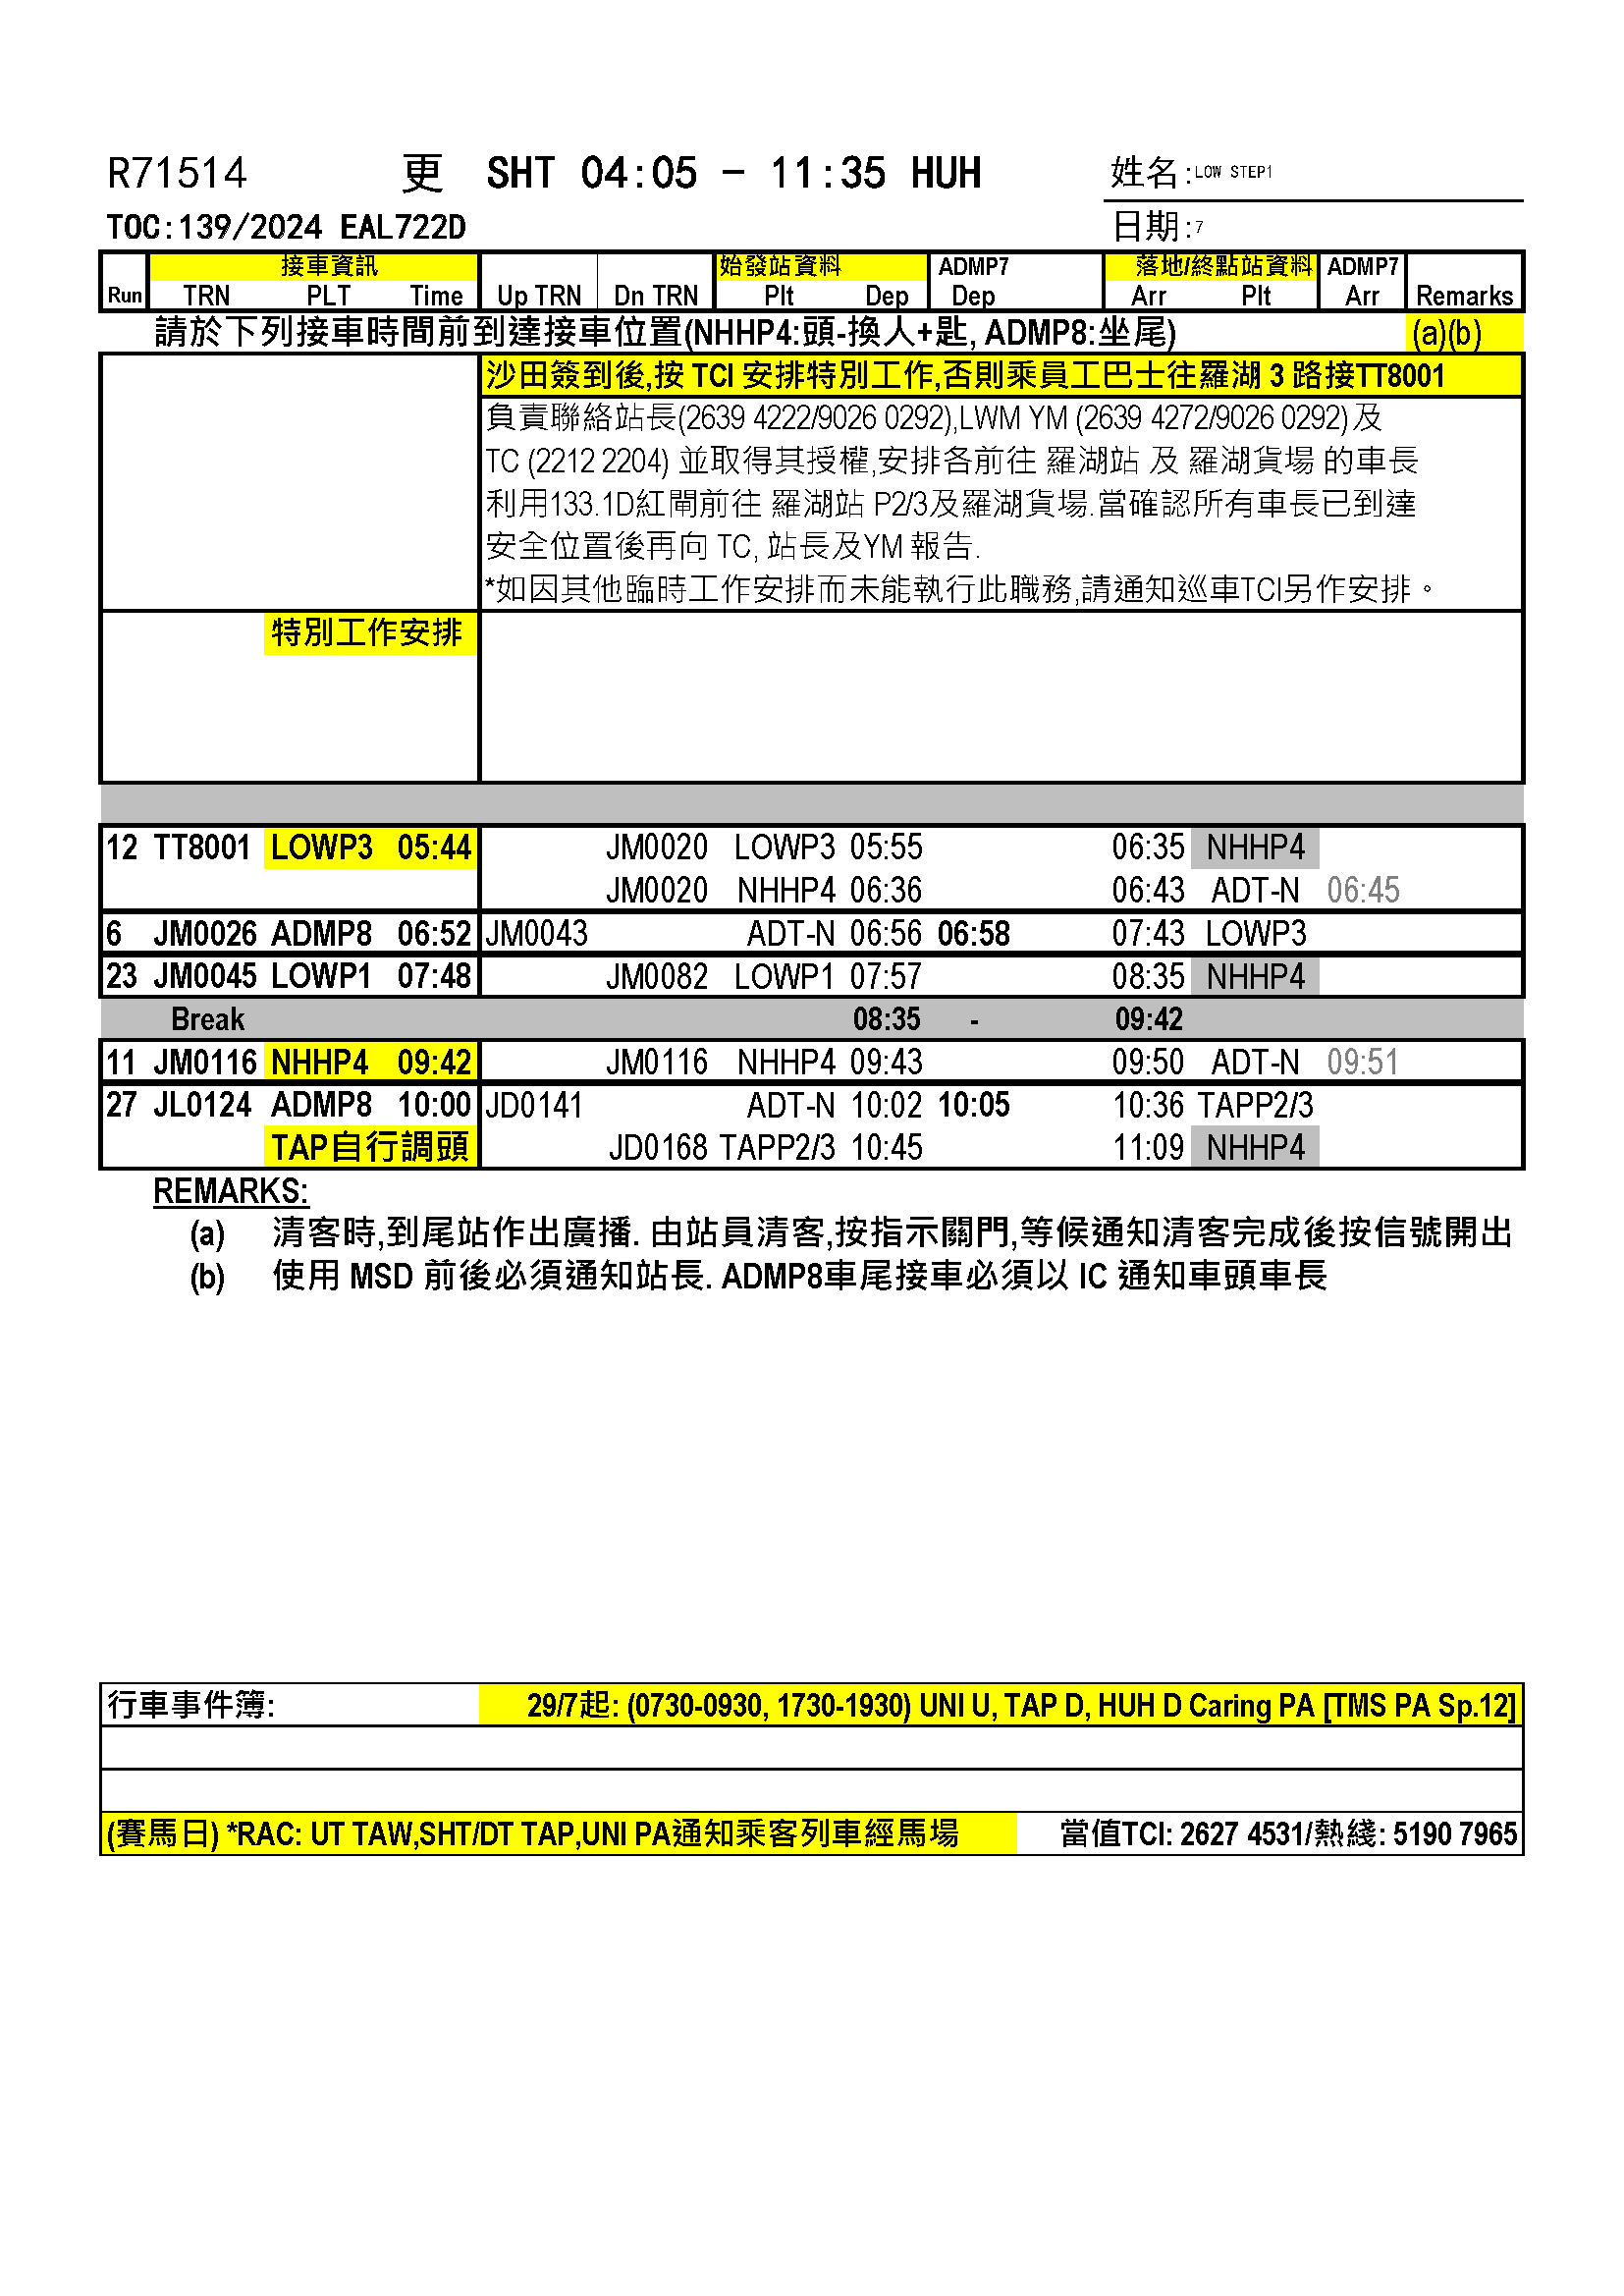 R71514 更 SHT 04:05 - 11:35 HUH 姓名:LOW STEP1
TOC:139/2024 EAL722D 日期:7
接車資訊 始發站資料 ADMP7 落地/終點站資料 ADMP7
Run TRN PLT Time Up TRN Dn TRN Plt Dep Dep Arr Plt Arr Remarks
請於下列接車時間前到達接車位置(NHHP4:頭-換人+匙, ADMP8:坐尾) (a)(b)
沙田簽到後,按 TCI 安排特別工作,否則乘員工巴士往羅湖 3 路接TT8001
負責聯絡站長(2639 4222/9026 0292),LWM YM (2639 4272/9026 0292)及
TC (2212 2204) 並取得其授權,安排各前往 羅湖站 及 羅湖貨場 的車長
利用133.1D紅閘前往 羅湖站 P2/3及羅湖貨場.當確認所有車長已到達
安全位置後再向 TC, 站長及YM 報告.
*如因其他臨時工作安排而未能執行此職務,請通知巡車TCI另作安排。
特別工作安排
12 TT8001 LOWP3 05:44 JM0020 LOWP3 05:55 06:35 NHHP4
JM0020 NHHP4 06:36 06:43 ADT-N 06:45
6 JM0026 ADMP8 06:52 JM0043 ADT-N 06:56 06:58 07:43 LOWP3
23 JM0045 LOWP1 07:48 JM0082 LOWP1 07:57 08:35 NHHP4
Break 08:35 - 09:42
11 JM0116 NHHP4 09:42 JM0116 NHHP4 09:43 09:50 ADT-N 09:51
27 JL0124 ADMP8 10:00 JD0141 ADT-N 10:02 10:05 10:36 TAPP2/3
TAP自行調頭 JD0168 TAPP2/3 10:45 11:09 NHHP4
REMARKS:
(a) 清客時,到尾站作出廣播. 由站員清客,按指示關門,等候通知清客完成後按信號開出
(b) 使用 MSD 前後必須通知站長. ADMP8車尾接車必須以 IC 通知車頭車長
行車事件簿: 29/7起: (0730-0930, 1730-1930) UNI U, TAP D, HUH D Caring PA [TMS PA Sp.12]
(賽馬日) *RAC: UT TAW,SHT/DT TAP,UNI PA通知乘客列車經馬場 當值TCI: 2627 4531/熱綫: 5190 7965